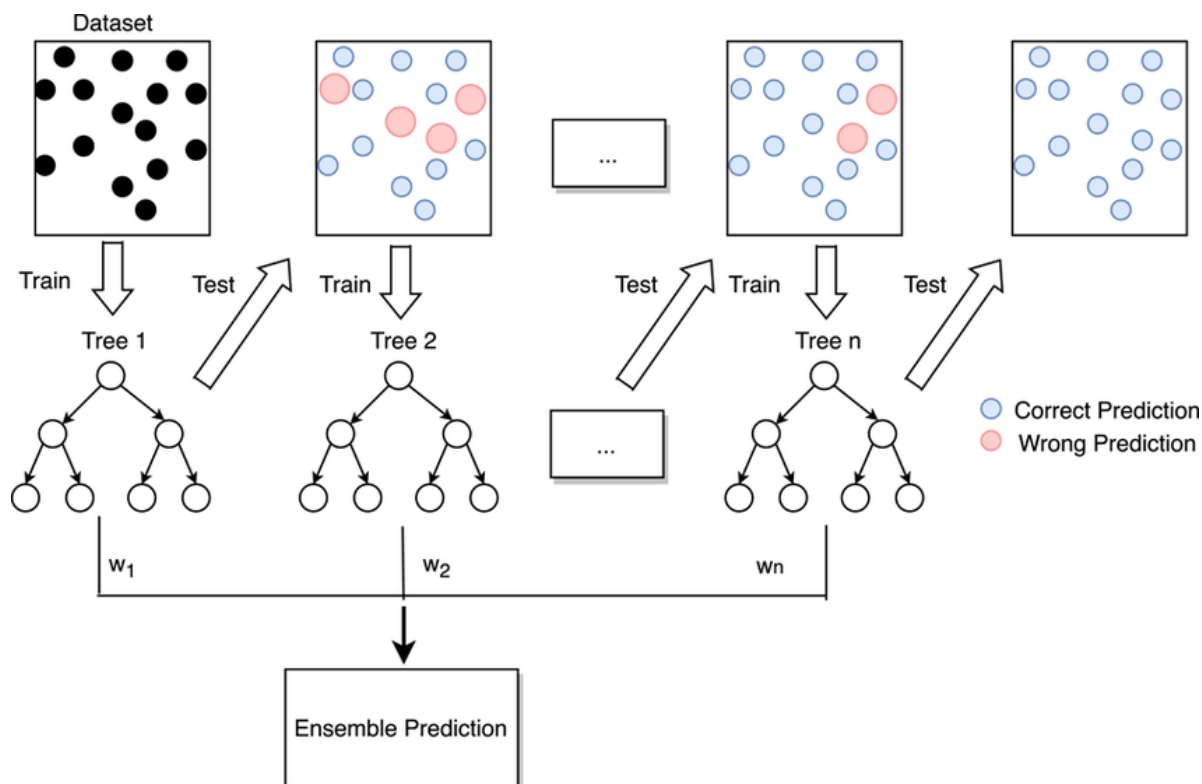 Dataset
...
Train
Test
Train
Test
Train
Test
Tree 1
Tree 2
Tree n
...
Correct Prediction
Wrong Prediction
w1
w2
wn
Ensemble Prediction